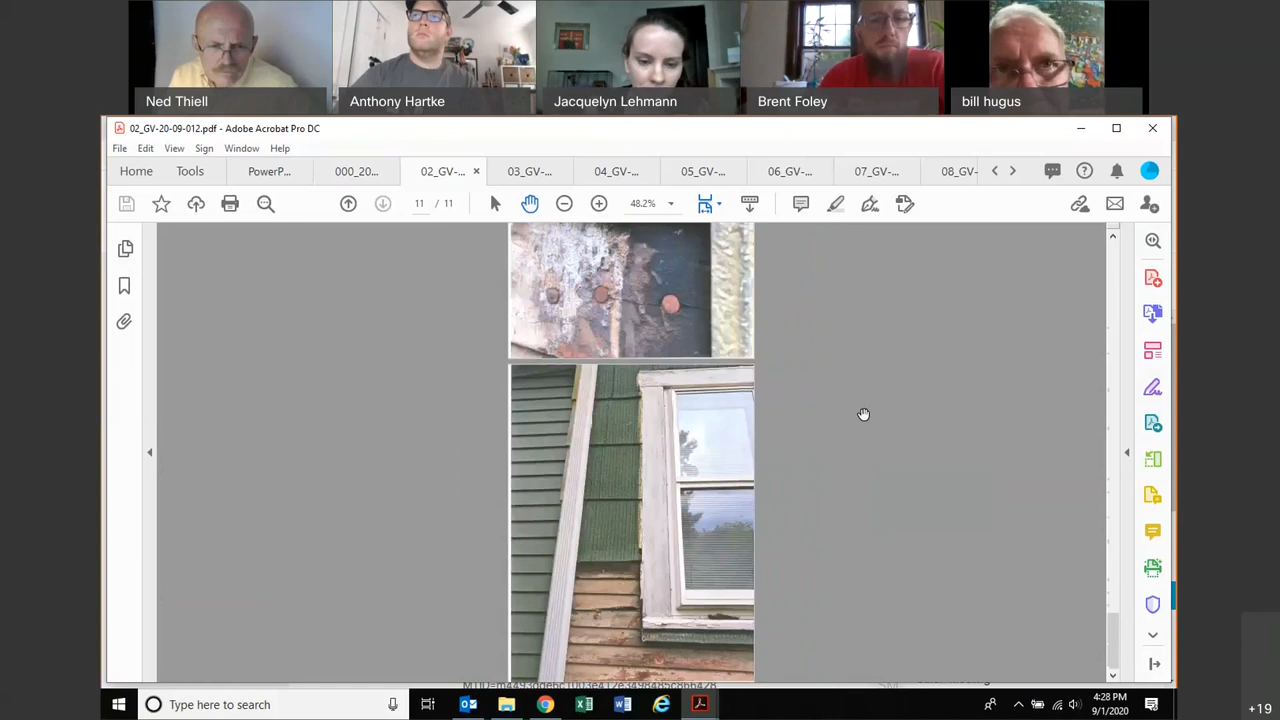 Ned Thiell
Anthony Hartke
Jacquelyn Lehmann
Brent Foley
bill hugus
02_GV-20-09-012.pdf - Adobe Acrobat Pro DC
File Edit View Sign Window Help
Home Tools PowerP... 000_20... 02_GV-... 03_GV-... 04_GV-... 05_GV-... 06_GV-... 07_GV-... 08_GV-
11 / 11 48.2%
MTID=m4493dde6c1003e412e3498485c866428
Type here to search
4:28 PM
9/1/2020
+19